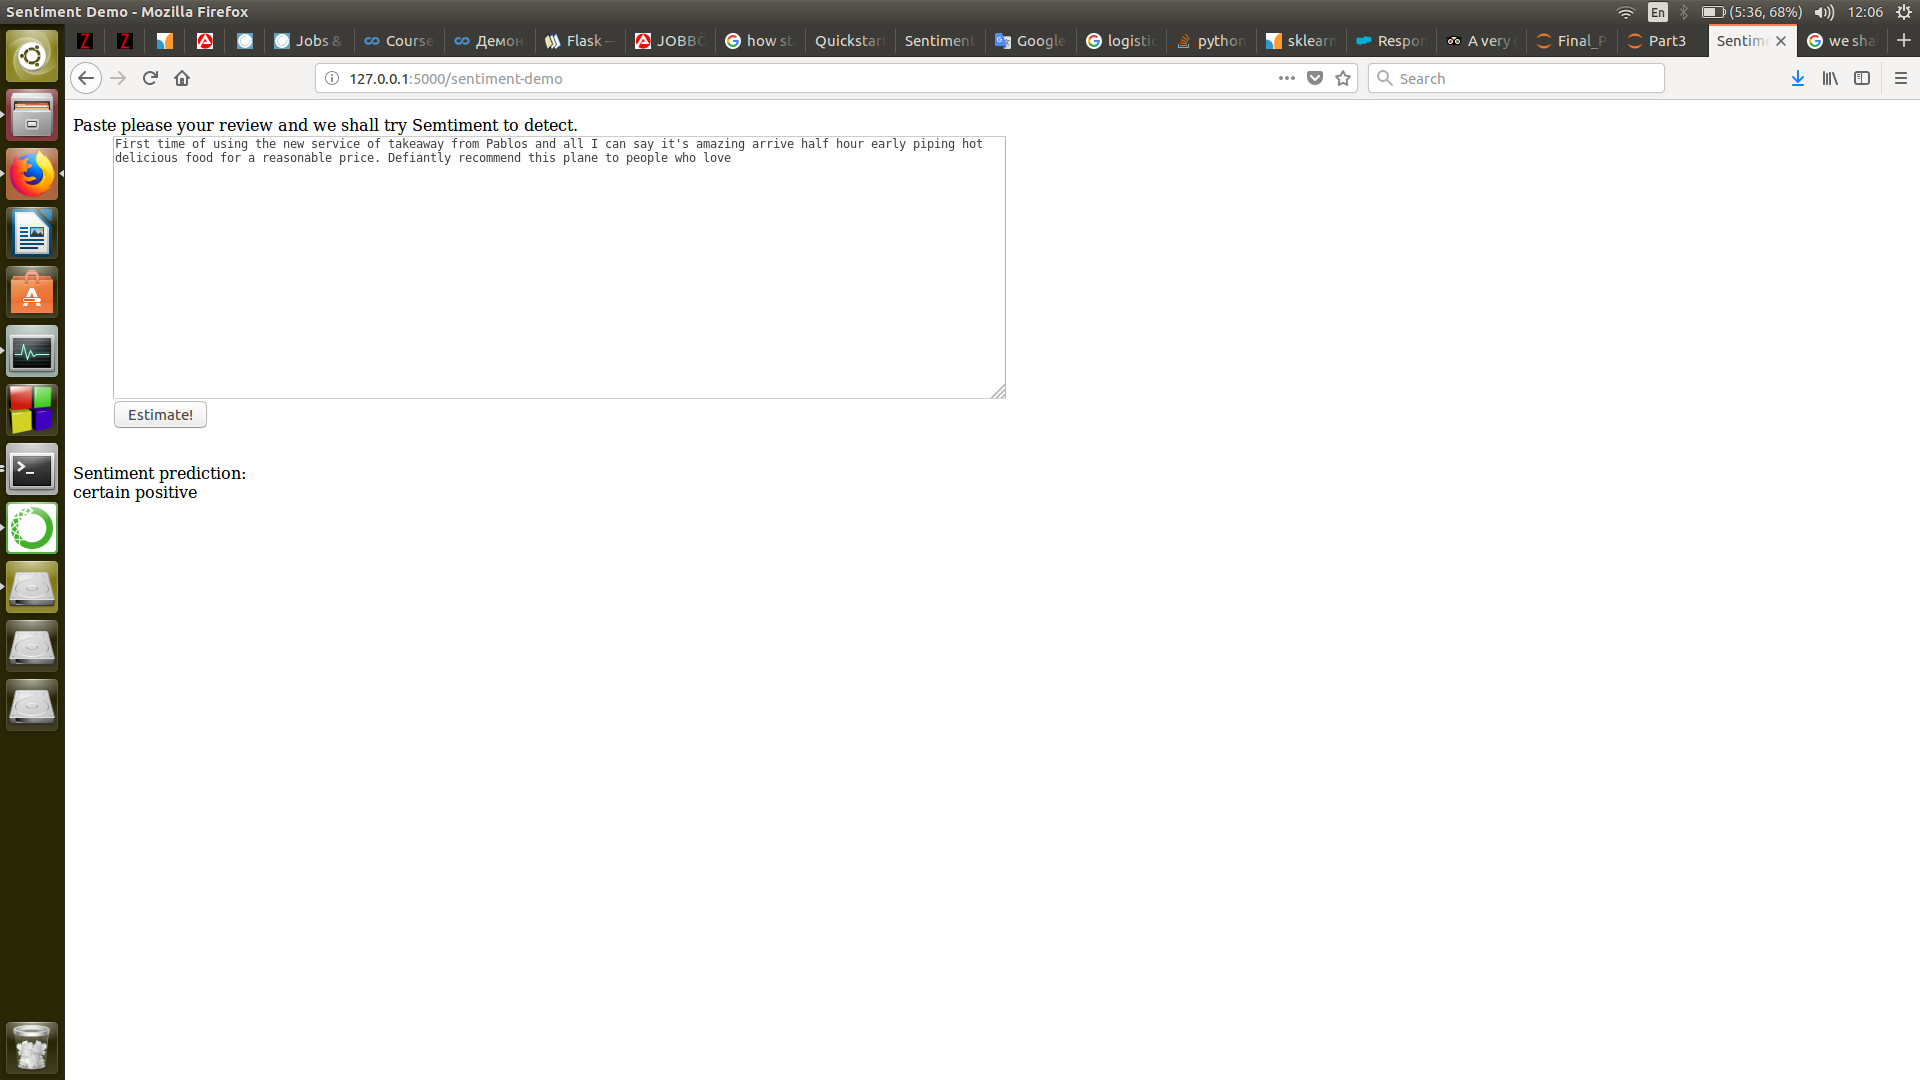 Sentiment Demo - Mozilla Firefox
En
(5:36, 68%)
12:06
Jobs &
Course
Демон
Flask —
JOBBÖ
how st
Quickstar
Sentiment
Google
logistic
python
sklearn
Respon
A very
Final_P
Part3
Sentime
we sha
127.0.0.1:5000/sentiment-demo
Search
Paste please your review and we shall try Semtiment to detect.
First time of using the new service of takeaway from Pablos and all I can say it's amazing arrive half hour early piping hot
delicious food for a reasonable price. Defiantly recommend this plane to people who love
Estimate!
Sentiment prediction:
certain positive